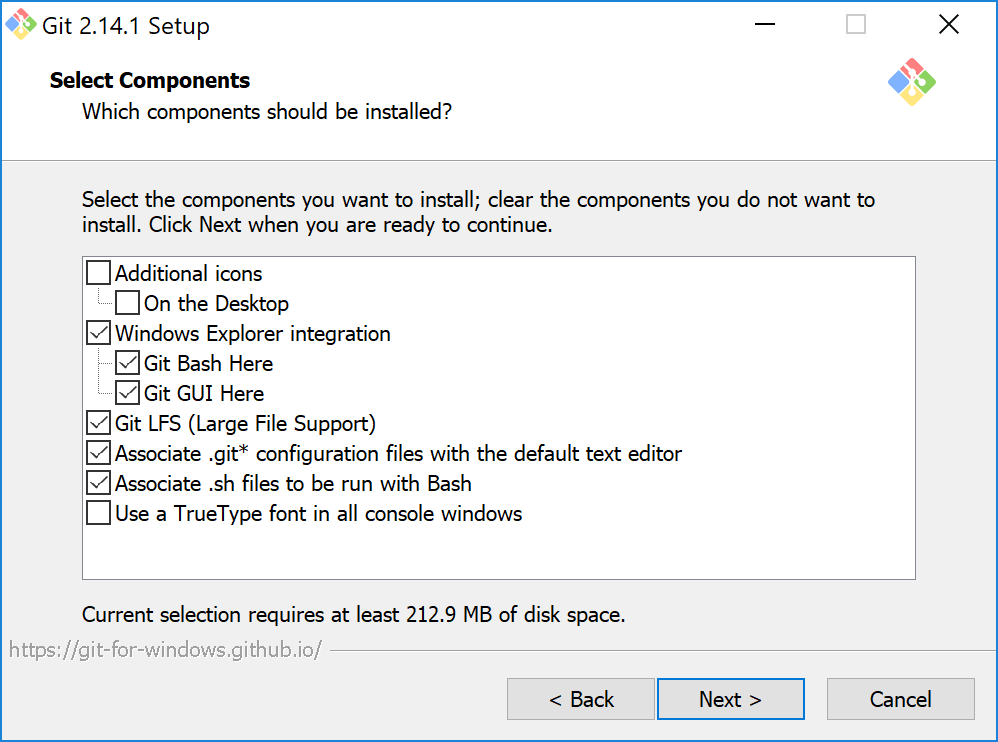 Git 2.14.1 Setup
Select Components
Which components should be installed?
Select the components you want to install; clear the components you do not want to
install. Click Next when you are ready to continue.
Additional icons
On the Desktop
Windows Explorer integration
Git Bash Here
Git GUI Here
Git LFS (Large File Support)
Associate .git* configuration files with the default text editor
Associate .sh files to be run with Bash
Use a TrueType font in all console windows
Current selection requires at least 212.9 MB of disk space.
https://git-for-windows.github.io/
< Back
Next >
Cancel